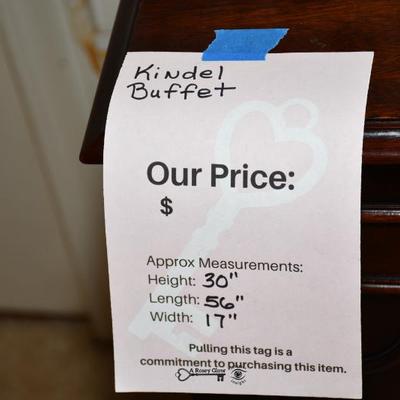 Kindel
Buffet
Our Price:
$
Approx Measurements:
Height: 30"
Length: 56"
Width: 17"
Pulling this tag is a
commitment to purchasing this item.
A Rosey Glow